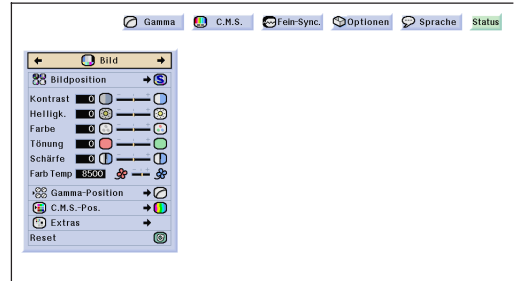 Gamma C.M.S. Fein-Sync. Optionen Sprache Status
Bild
Bildposition S
Kontrast 0
Helligk. 0
Farbe 0
Tönung 0
Schärfe 0
Farb Temp 8500
Gamma-Position
C.M.S.-Pos.
Extras
Reset